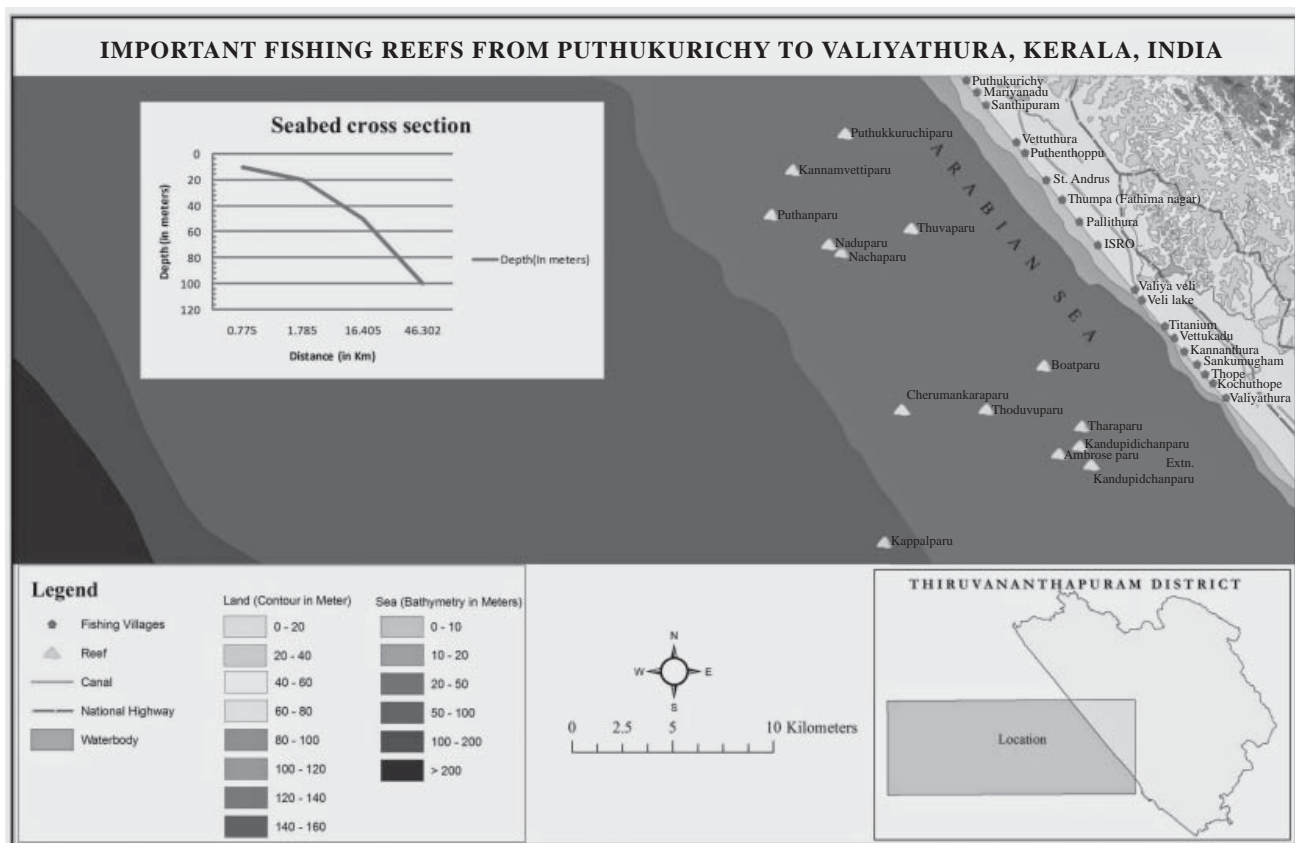 IMPORTANT FISHING REEFS FROM PUTHUKURICHY TO VALIYATHURA, KERALA, INDIA
Seabed cross section
Depth(in meters)
0
20
40
60
80
100
120
0.775 1.785 16.405 46.302
Distance (in Km)
Depth(In meters)
Puthukurichy
Mariyanadu
Santhipuram
Vettuthura
Puthenthoppu
St. Andrus
Thumpa (Fathima nagar)
Pallithura
ISRO
Valiya veli
Veli lake
Titanium
Vettukadu
Kannanthura
Sankumugham
Thope
Kochuthope
Valiyathura
ARABIAN SEA
Puthukkuruchiparu
Kannamvettiparu
Puthanparu
Thuvaparu
Naduparu
Nachaparu
Boatparu
Cherumankaraparu
Thoduvuparu
Tharaparu
Kandupidichanparu
Ambrose paru
Extn.
Kandupidchanparu
Kappalparu
Legend
Fishing Villages
Reef
Canal
National Highway
Waterbody
Land (Contour in Meter)
0 - 20
20 - 40
40 - 60
60 - 80
80 - 100
100 - 120
120 - 140
140 - 160
Sea (Bathymetry in Meters)
0 - 10
10 - 20
20 - 50
50 - 100
100 - 200
> 200
N
W E
S
0 2.5 5 10 Kilometers
THIRUVANANTHAPURAM DISTRICT
Location